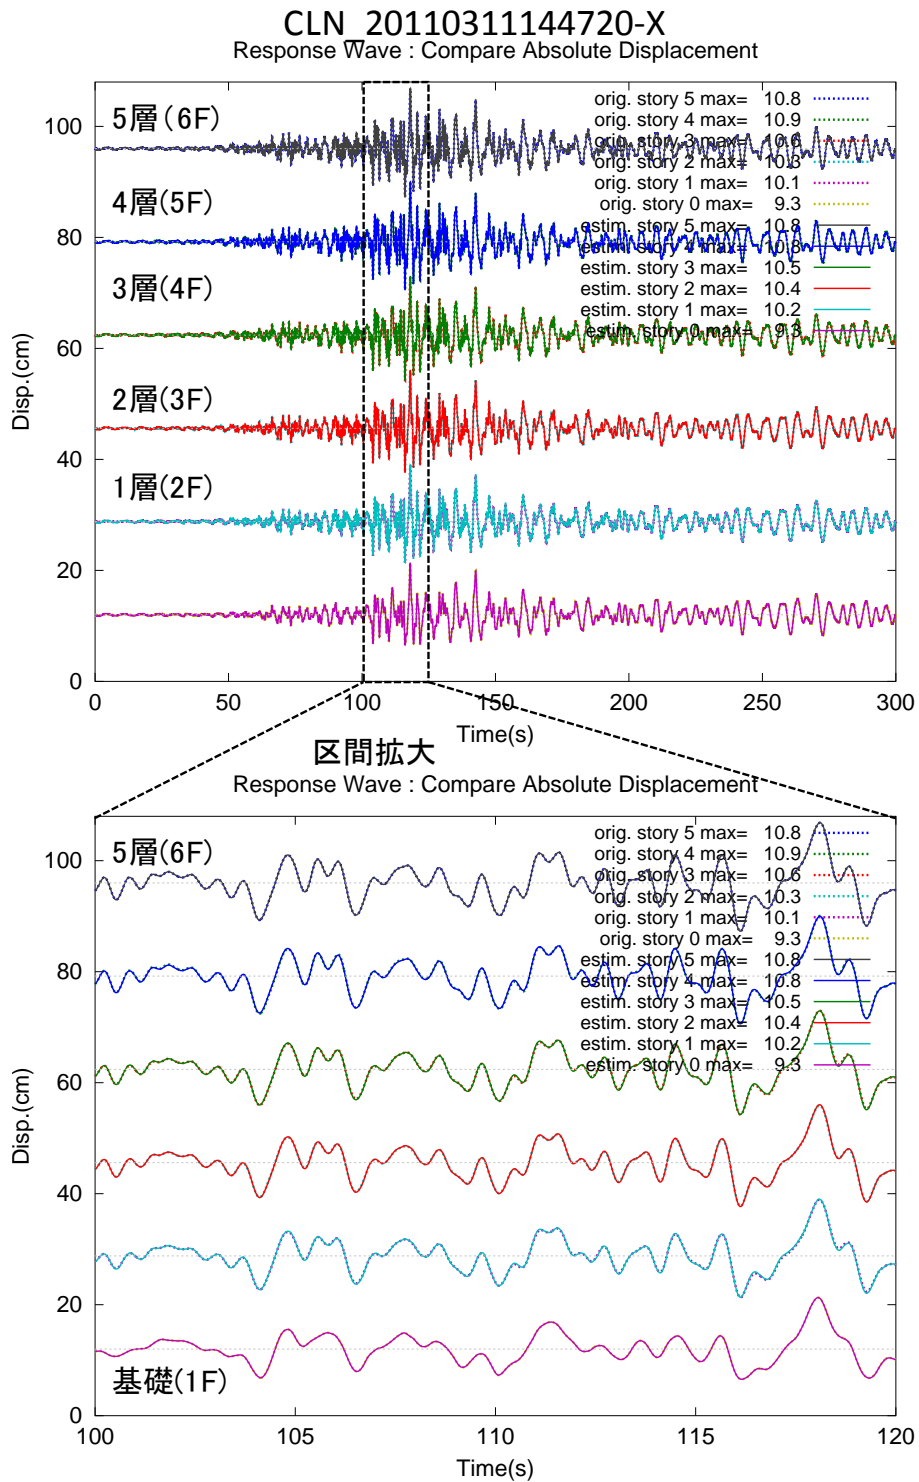 CLN_20110311144720-X
Response Wave : Compare Absolute Displacement
orig. story 5 max= 10.8
orig. story 4 max= 10.9
orig. story 3 max= 10.6
orig. story 2 max= 10.3
orig. story 1 max= 10.1
orig. story 0 max= 9.3
estim. story 5 max= 10.8
estim. story 4 max= 10.8
estim. story 3 max= 10.5
estim. story 2 max= 10.4
estim. story 1 max= 10.2
estim. story 0 max= 9.3
5層(6F)
4層(5F)
3層(4F)
2層(3F)
1層(2F)
100
80
60
40
20
0
Disp.(cm)
0 50 100 150 200 250 300
Time(s)
区間拡大
Response Wave : Compare Absolute Displacement
orig. story 5 max= 10.8
orig. story 4 max= 10.9
orig. story 3 max= 10.6
orig. story 2 max= 10.3
orig. story 1 max= 10.1
orig. story 0 max= 9.3
estim. story 5 max= 10.8
estim. story 4 max= 10.8
estim. story 3 max= 10.5
estim. story 2 max= 10.4
estim. story 1 max= 10.2
estim. story 0 max= 9.3
5層(6F)
基礎(1F)
100
80
60
40
20
0
Disp.(cm)
100 105 110 115 120
Time(s)